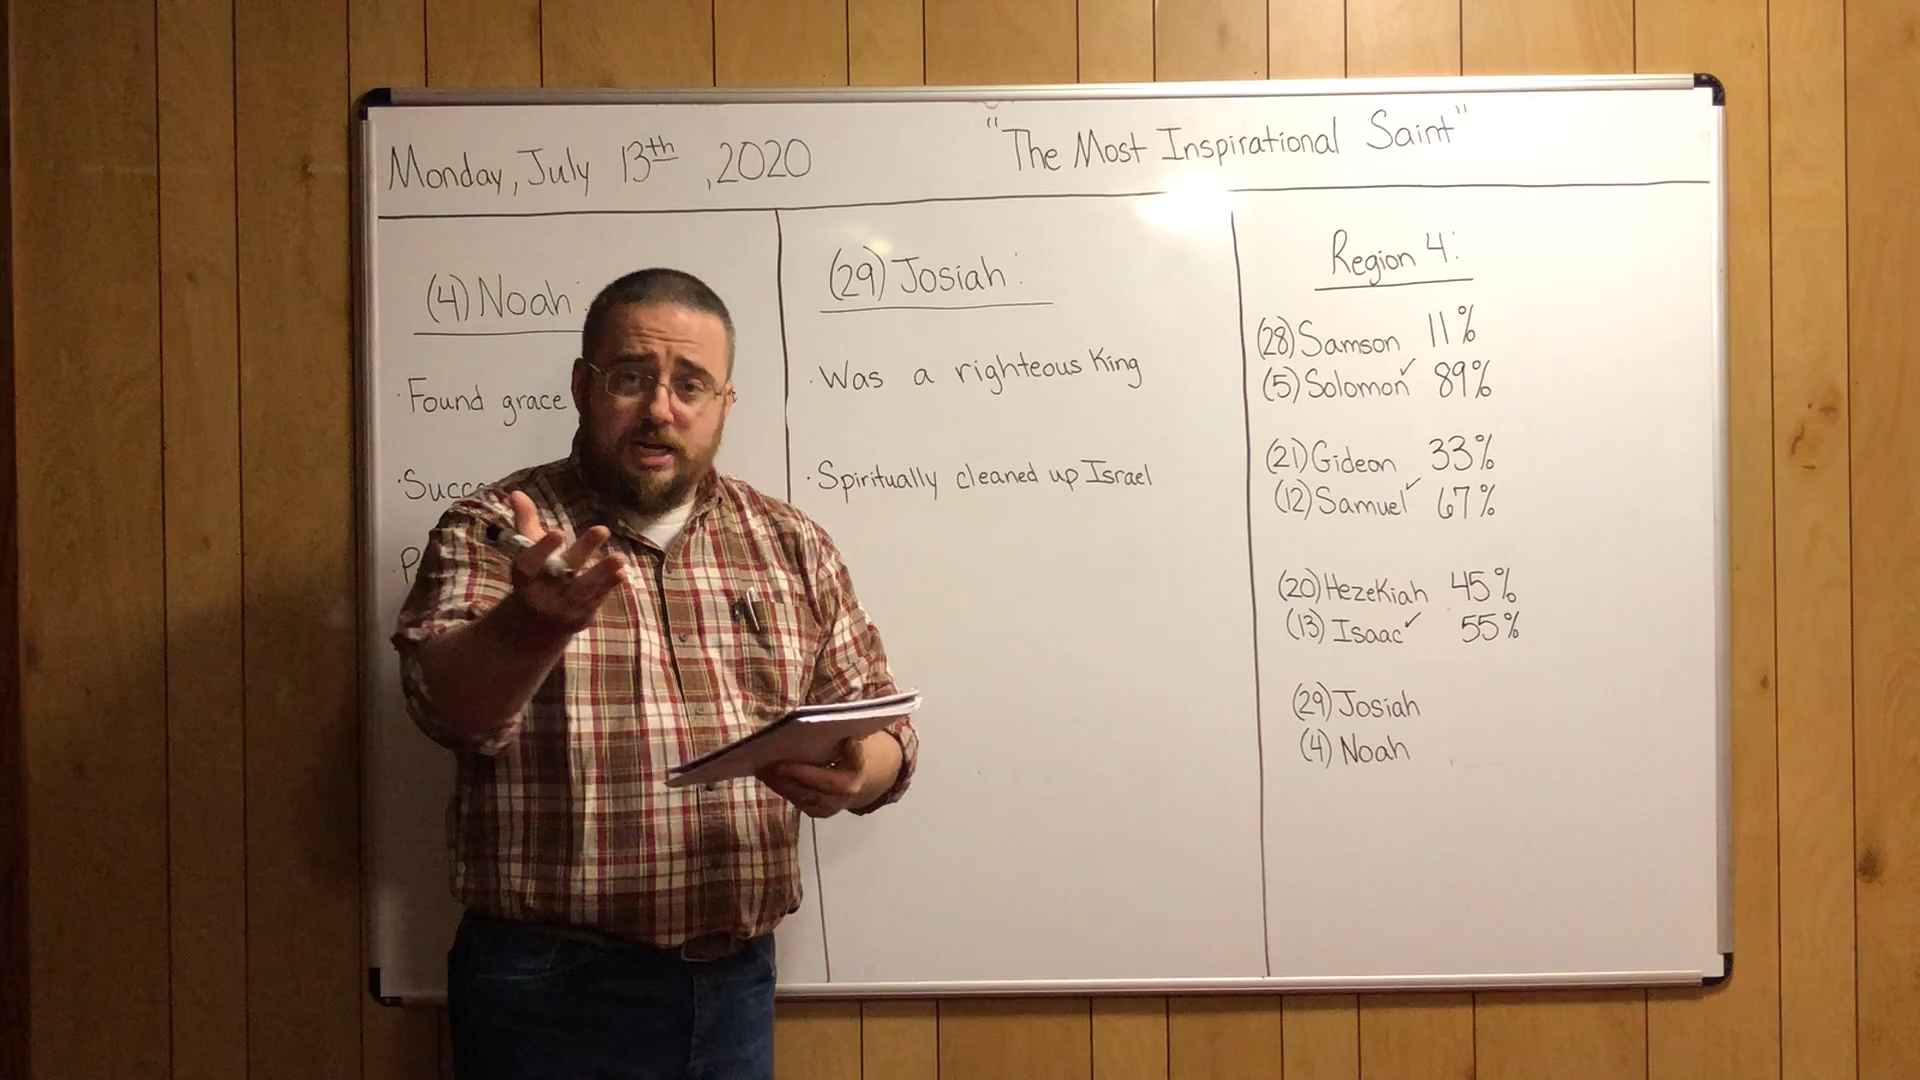 Monday, July 13th, 2020
"The Most Inspirational Saint"
(4) Noah:
· Found grace
(29) Josiah:
· Was a righteous King
· Spiritually cleaned up Israel
Region 4:
(28) Samson 11%
(5) Solomon ✓ 89%
(21) Gideon 33%
(12) Samuel ✓ 67%
(20) Hezekiah 45%
(13) Isaac ✓ 55%
(29) Josiah
(4) Noah